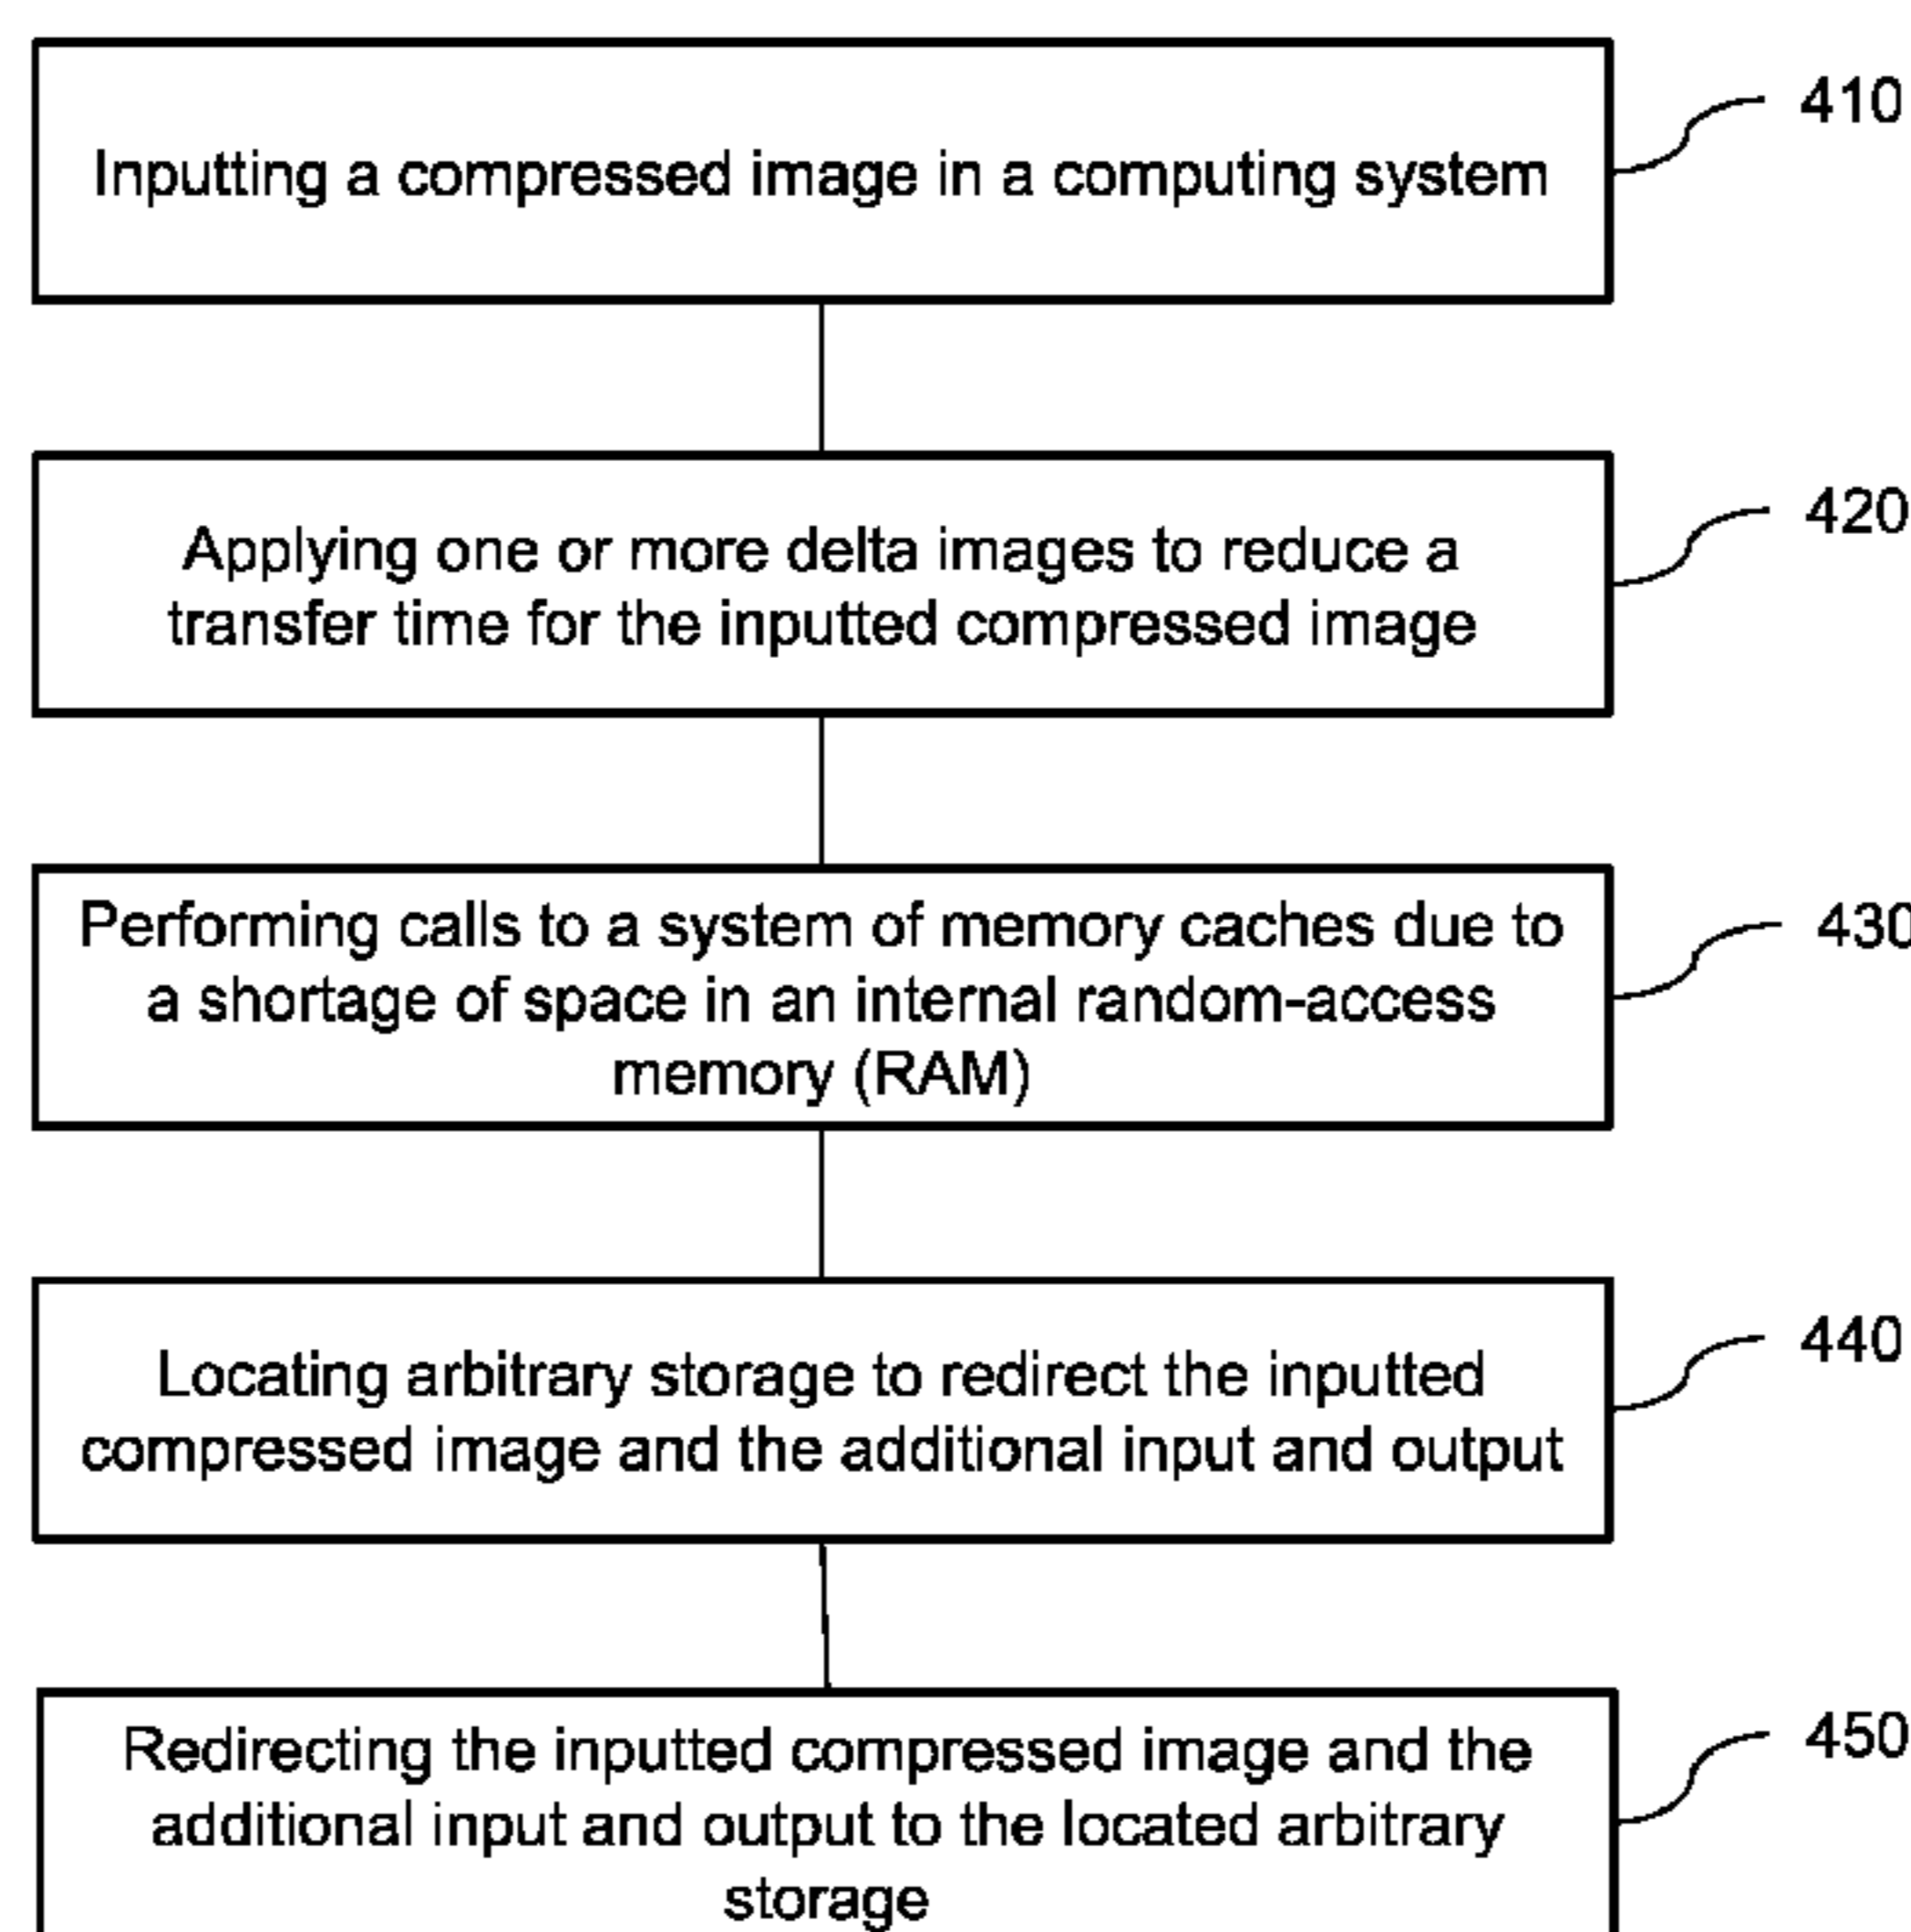 Inputting a compressed image in a computing system
410
Applying one or more delta images to reduce a
transfer time for the inputted compressed image
420
Performing calls to a system of memory caches due to
a shortage of space in an internal random-access
memory (RAM)
430
Locating arbitrary storage to redirect the inputted
compressed image and the additional input and output
440
Redirecting the inputted compressed image and the
additional input and output to the located arbitrary
storage
450